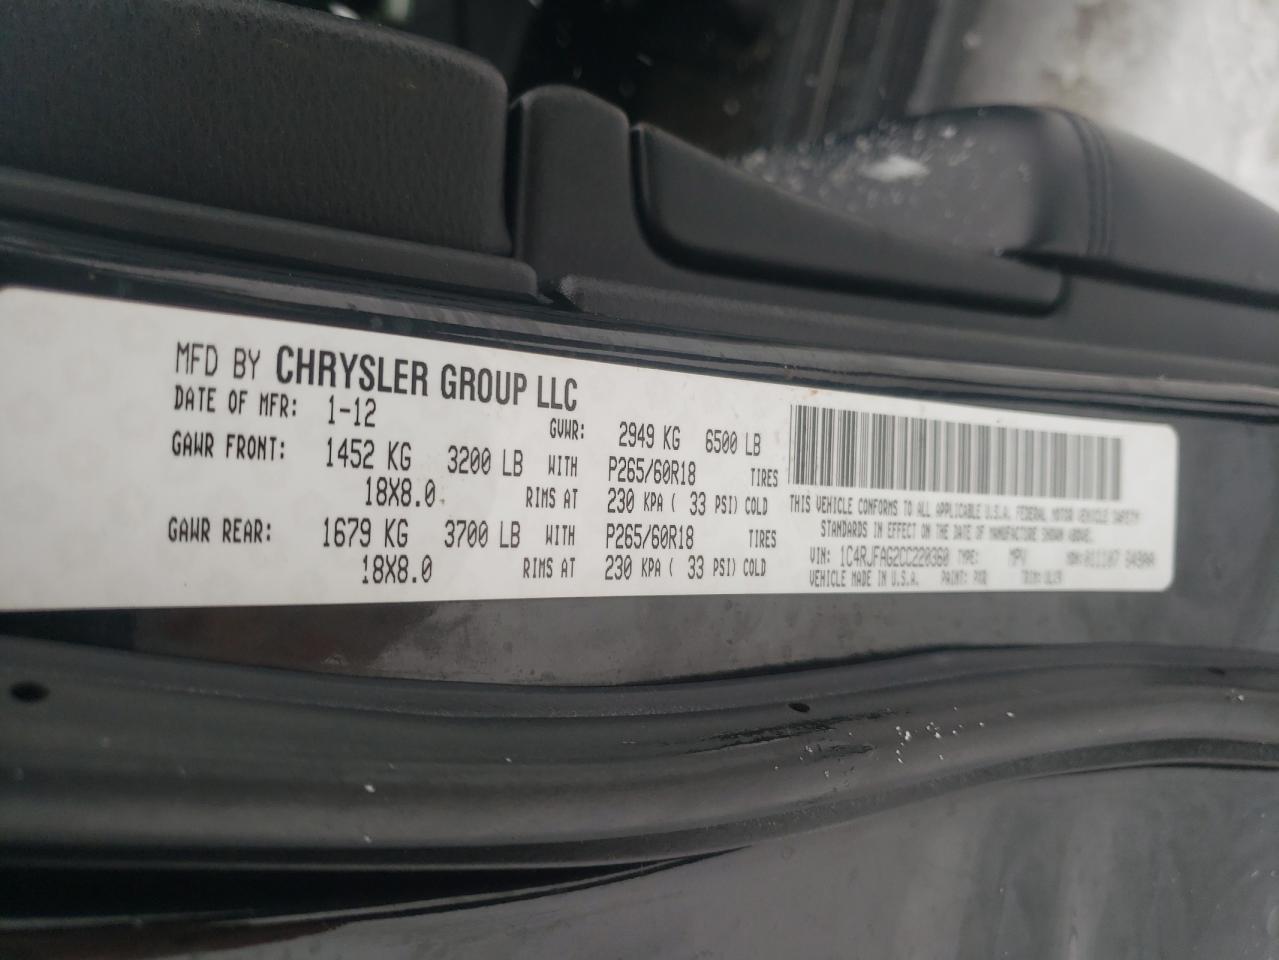 MFD BY CHRYSLER GROUP LLC
DATE OF MFR: 1-12 GVWR: 2949 KG 6500 LB
GAWR FRONT: 1452 KG 3200 LB WITH P265/60R18 TIRES
18X8.0 RIMS AT 230 KPA ( 33 PSI) COLD
GAWR REAR: 1679 KG 3700 LB WITH P265/60R18 TIRES
18X8.0 RIMS AT 230 KPA ( 33 PSI) COLD
THIS VEHICLE CONFORMS TO ALL APPLICABLE U.S.A. FEDERAL MOTOR VEHICLE SAFETY
STANDARDS IN EFFECT ON THE DATE OF MANUFACTURE SHOWN ABOVE.
VIN: 1C4RJFAG2CC220360 TYPE: MPV MDH:
VEHICLE MADE IN U.S.A. PAINT: PXR TRIM: